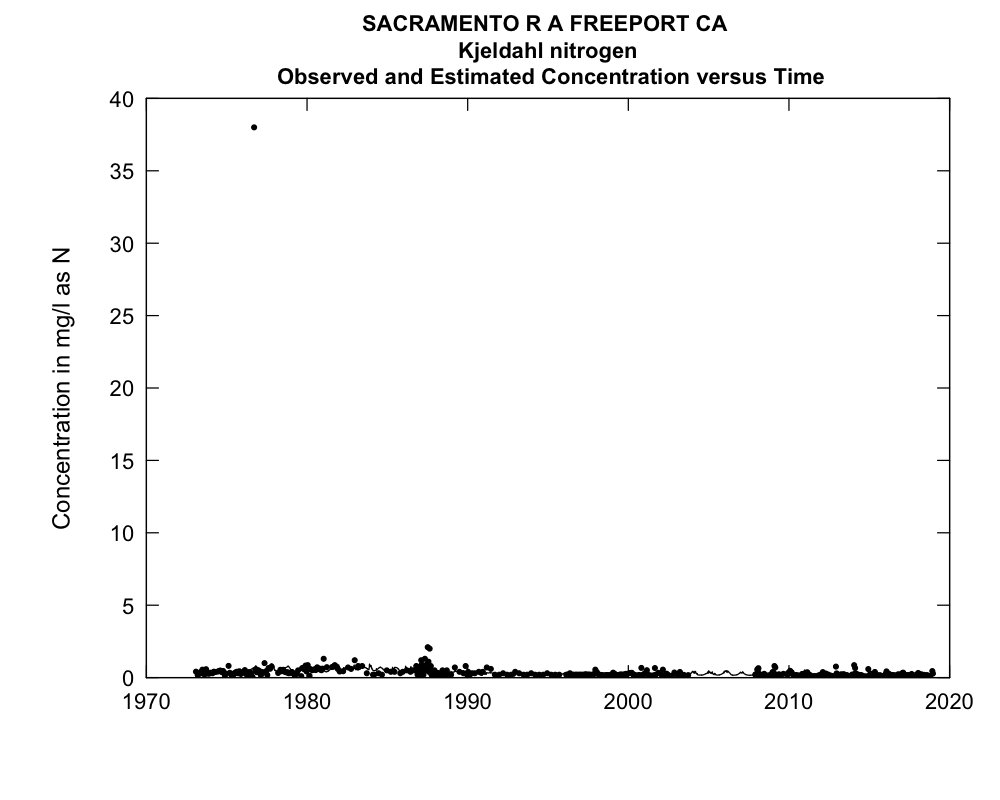 SACRAMENTO R A FREEPORT CA
Kjeldahl nitrogen
Observed and Estimated Concentration versus Time
Concentration in mg/l as N
40
35
30
25
20
15
10
5
0
1970 1980 1990 2000 2010 2020